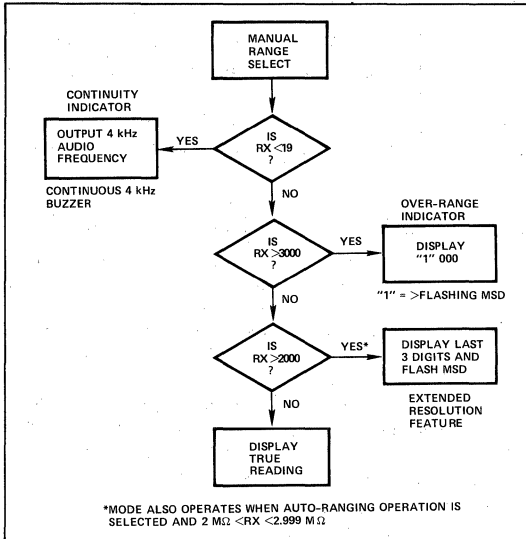 MANUAL
RANGE
SELECT
CONTINUITY
INDICATOR
OUTPUT 4 kHz
AUDIO
FREQUENCY
YES
IS
RX <19
?
CONTINUOUS 4 kHz
BUZZER
NO
OVER-RANGE
INDICATOR
IS
RX >3000
?
YES
DISPLAY
"1" 000
"1" = >FLASHING MSD
NO
IS
RX >2000
?
YES*
DISPLAY LAST
3 DIGITS AND
FLASH MSD
EXTENDED
RESOLUTION
FEATURE
NO
DISPLAY
TRUE
READING
*MODE ALSO OPERATES WHEN AUTO-RANGING OPERATION IS
SELECTED AND 2 MΩ <RX <2.999 MΩ